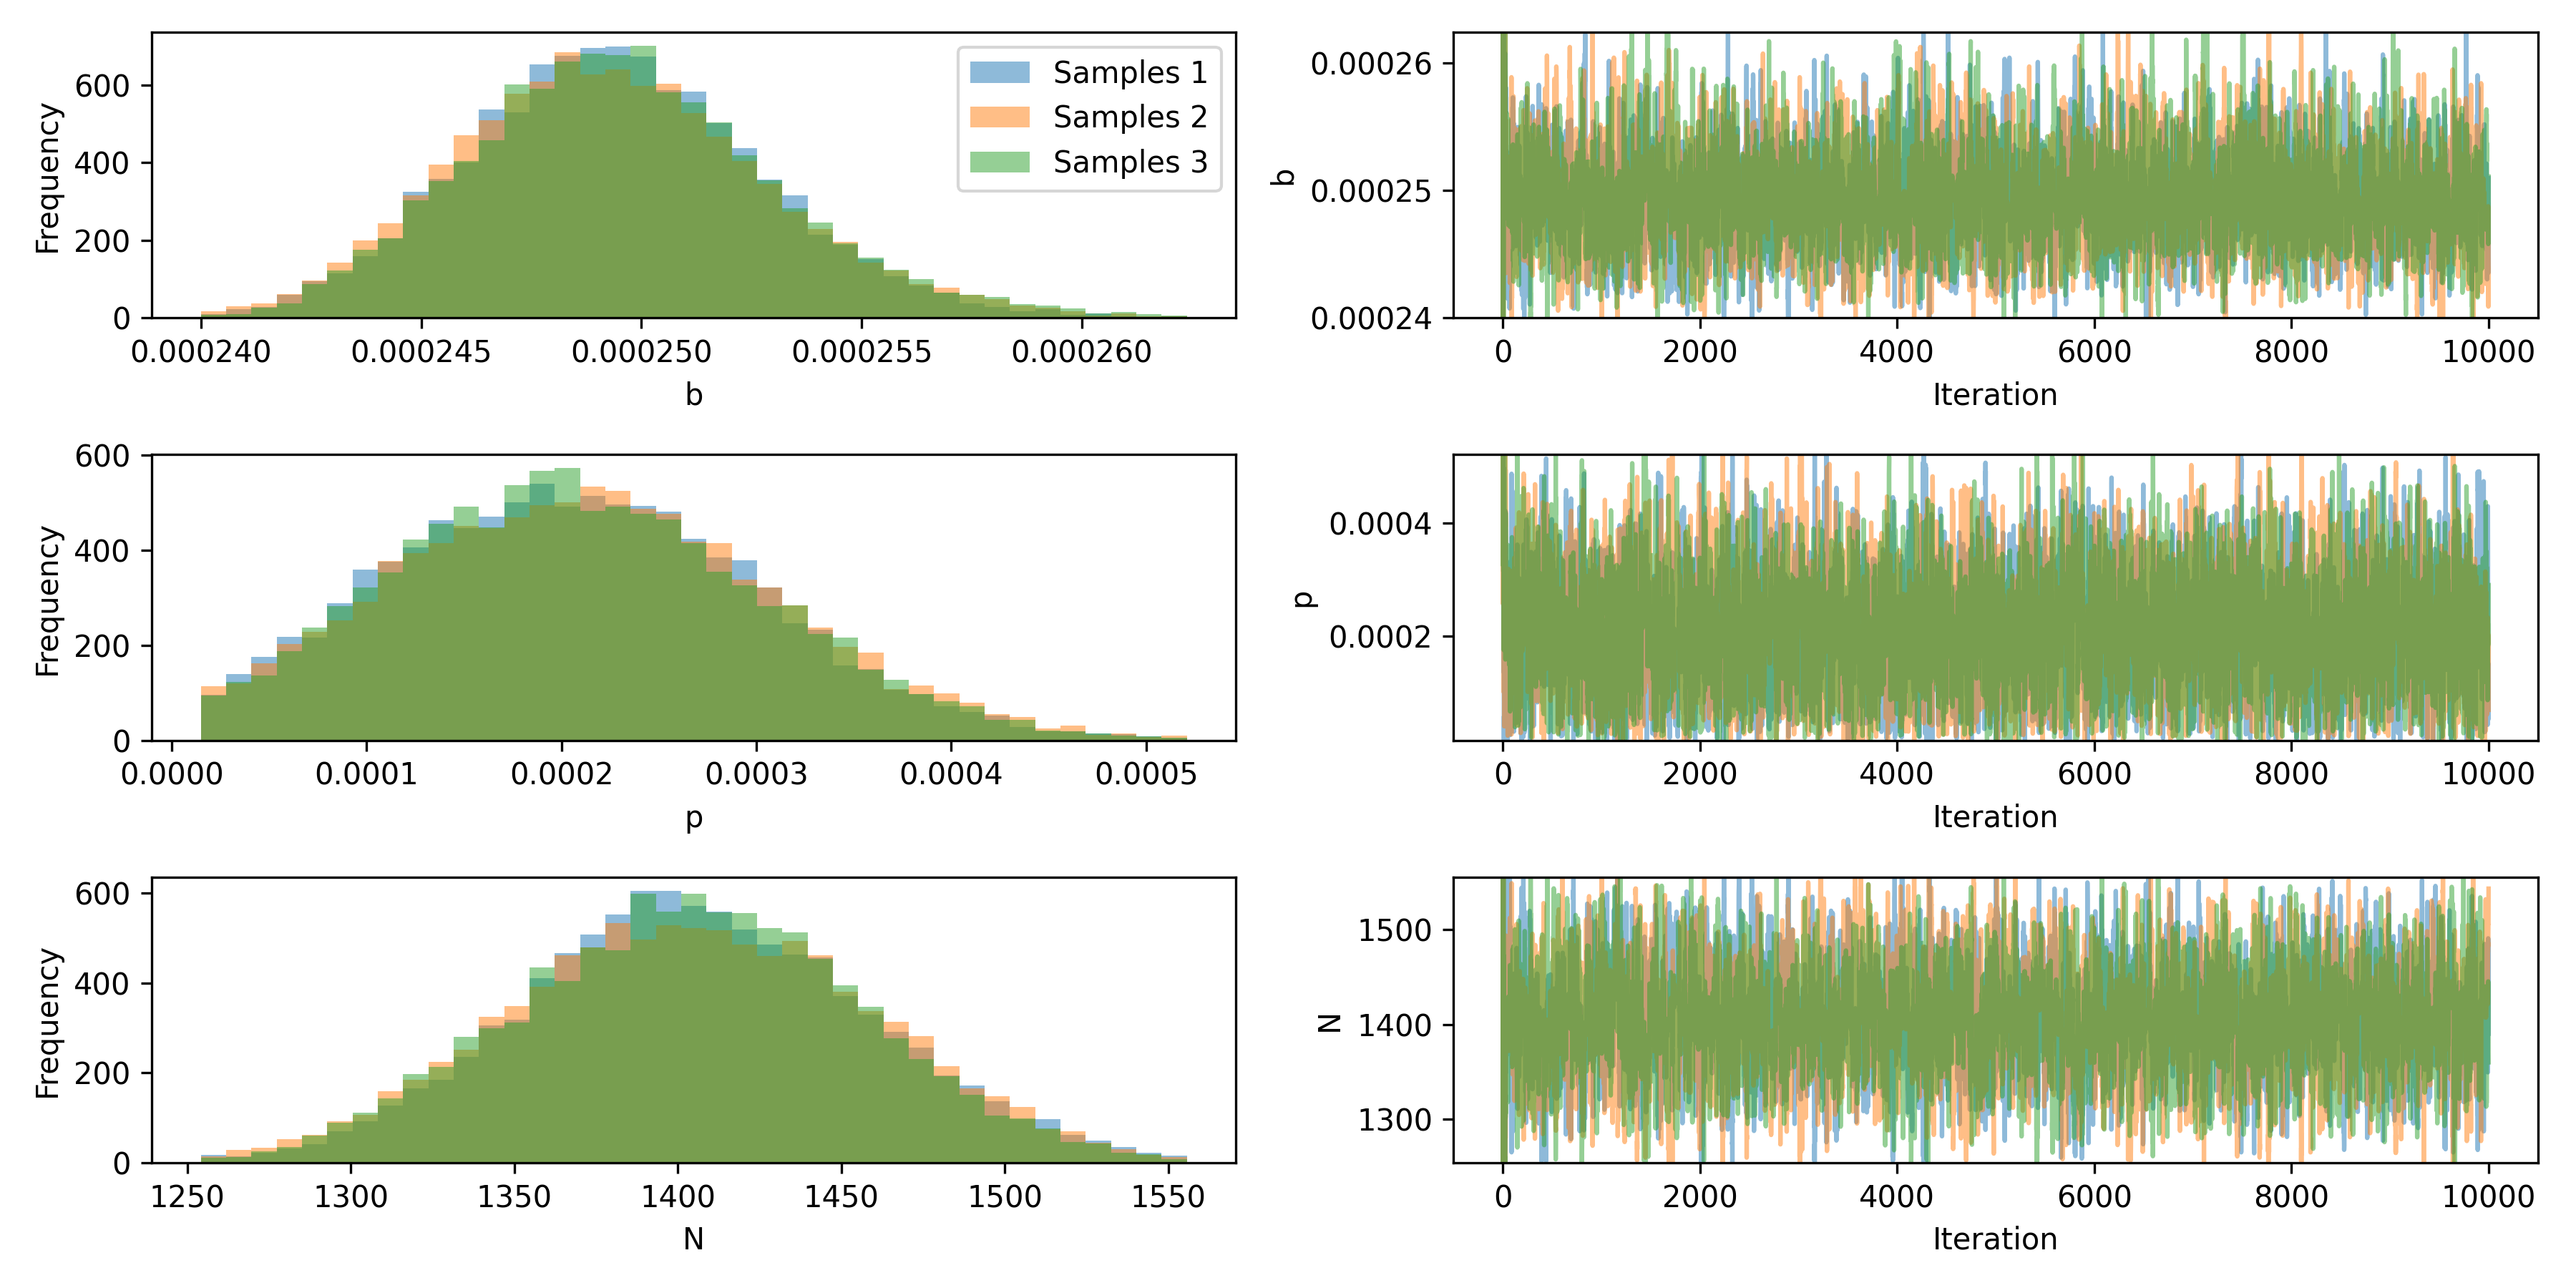 Frequency
600
400
200
0
Samples 1
Samples 2
Samples 3
0.000240 0.000245 0.000250 0.000255 0.000260
b
b
0.00026
0.00025
0.00024
0 2000 4000 6000 8000 10000
Iteration
Frequency
600
400
200
0
0.0000 0.0001 0.0002 0.0003 0.0004 0.0005
p
p
0.0004
0.0002
0 2000 4000 6000 8000 10000
Iteration
Frequency
600
400
200
0
1250 1300 1350 1400 1450 1500 1550
N
N
1500
1400
1300
0 2000 4000 6000 8000 10000
Iteration